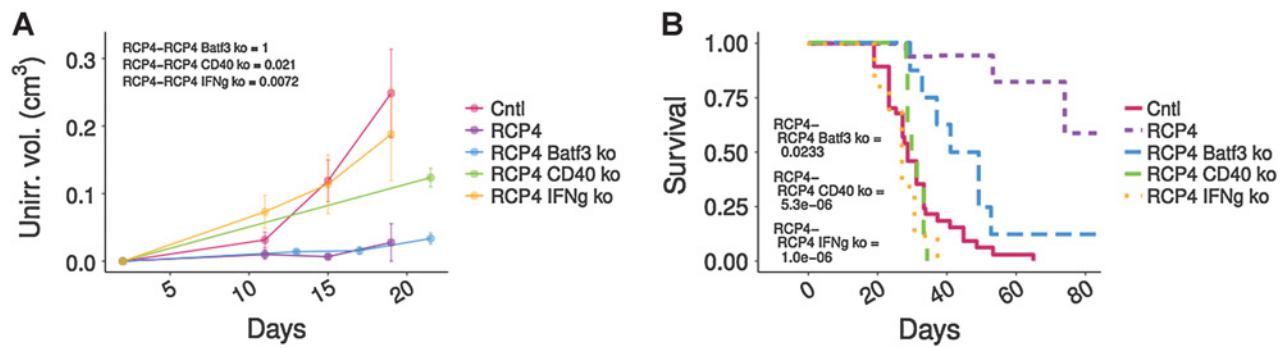 A
RCP4-RCP4 Batf3 ko = 1
RCP4-RCP4 CD40 ko = 0.021
RCP4-RCP4 IFNg ko = 0.0072
Unirr. vol. (cm³)
0.3
0.2
0.1
0.0
5
10
15
20
Days
Cntl
RCP4
RCP4 Batf3 ko
RCP4 CD40 ko
RCP4 IFNg ko
B
Survival
1.00
0.75
0.50
0.25
0.00
RCP4-
RCP4 Batf3 ko =
0.0233
RCP4-
RCP4 CD40 ko =
5.3e-06
RCP4-
RCP4 IFNg ko =
1.0e-06
0
20
40
60
80
Days
Cntl
RCP4
RCP4 Batf3 ko
RCP4 CD40 ko
RCP4 IFNg ko